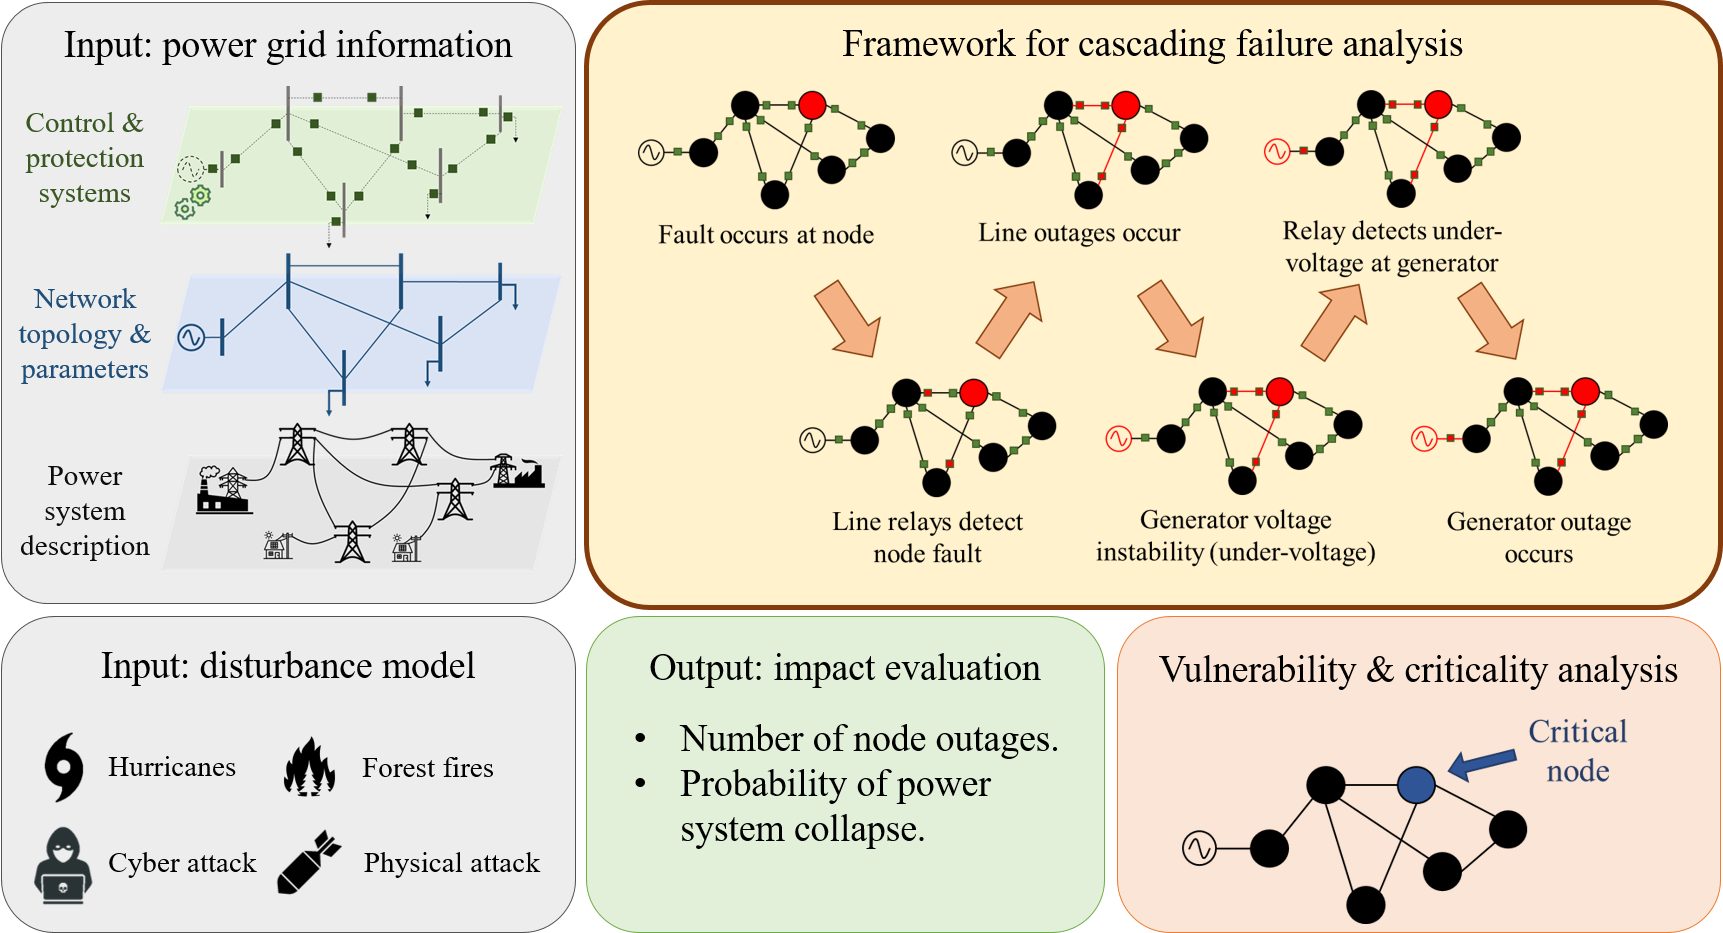 Input: power grid information
Control &
protection
systems
Network
topology &
parameters
Power
system
description
Framework for cascading failure analysis
Fault occurs at node
Line relays detect
node fault
Line outages occur
Generator voltage
instability (under-voltage)
Relay detects under-
voltage at generator
Generator outage
occurs
Input: disturbance model
Hurricanes
Forest fires
Cyber attack
Physical attack
Output: impact evaluation
• Number of node outages.
• Probability of power
system collapse.
Vulnerability & criticality analysis
Critical
node